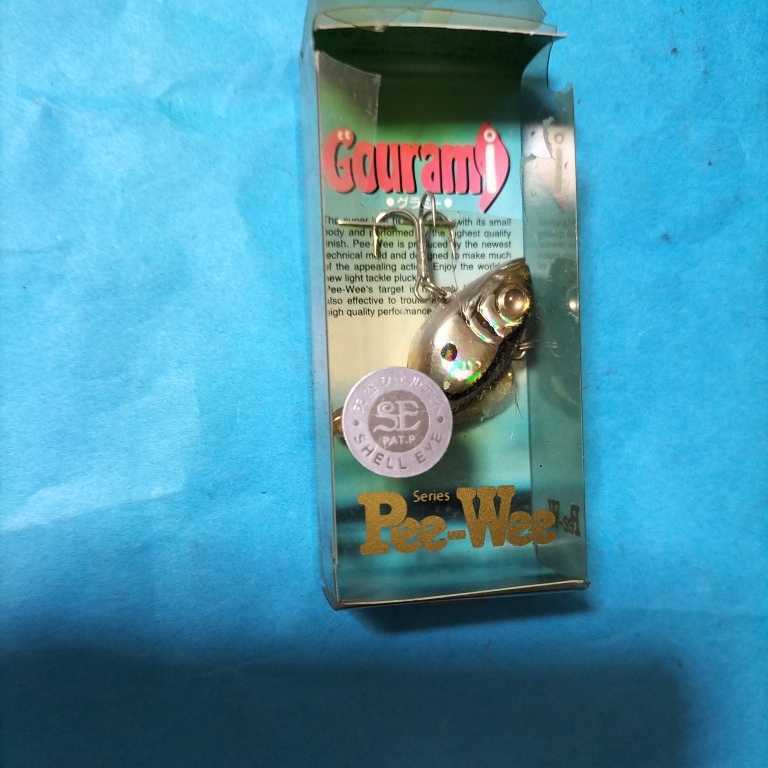 Gourami
•グラミー•
The super with its small
body and performed the highest quality
finish. Pee-Wee is produced by the newest
technical mold and designed to make much
of the appealing action. Enjoy the world
new light tackle pluck
Pee-Wee's target is
also effective to trout
high quality performance
SE
PAT.P
• SHELL EYE •
Series
Pee-Wee